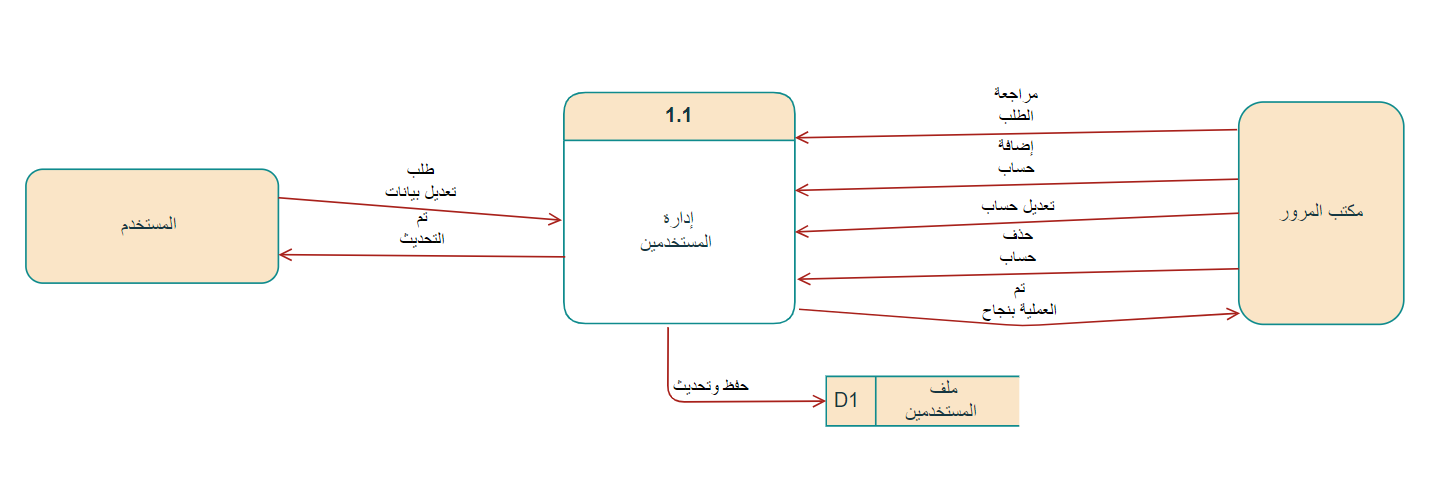 مراجعة
الطلب
1.1
إضافة
حساب
طلب
تعديل بيانات
تعديل حساب
إدارة
المستخدمين
مكتب المرور
المستخدم
تم
التحديث
حذف
حساب
تم
العملية بنجاح
حفظ وتحديث
D1
ملف
المستخدمين